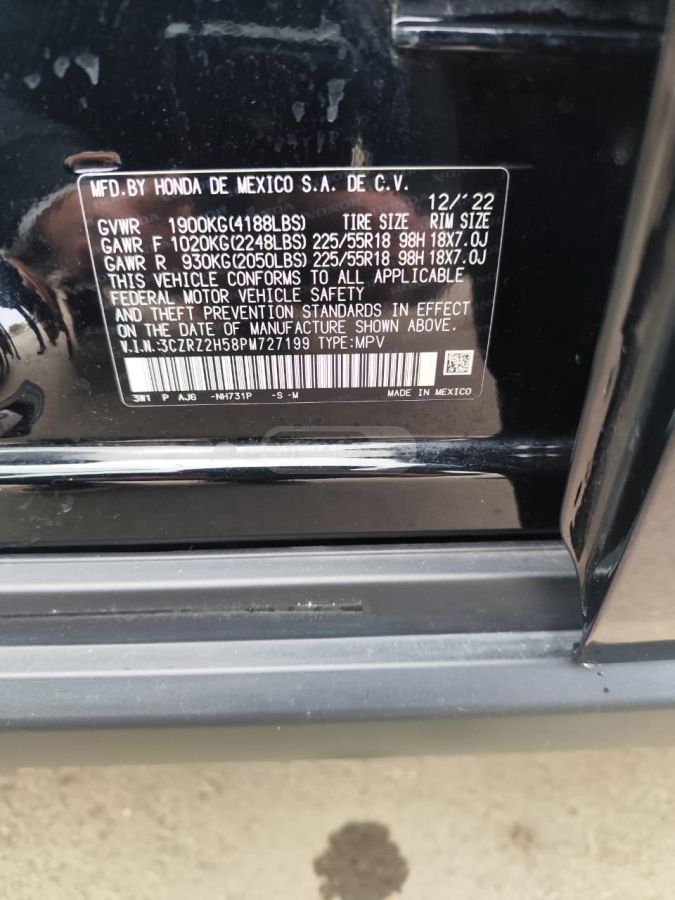 MFD.BY HONDA DE MEXICO S.A. DE C.V.
12/'22
GVWR 1900KG(4188LBS) TIRE SIZE RIM SIZE
GAWR F 1020KG(2248LBS) 225/55R18 98H 18X7.0J
GAWR R 930KG(2050LBS) 225/55R18 98H 18X7.0J
THIS VEHICLE CONFORMS TO ALL APPLICABLE
FEDERAL MOTOR VEHICLE SAFETY
AND THEFT PREVENTION STANDARDS IN EFFECT
ON THE DATE OF MANUFACTURE SHOWN ABOVE.
V.I.N.:3CZRZ2H58PM727199 TYPE:MPV
3W1 P AJ6 -NH731P -S -M MADE IN MEXICO